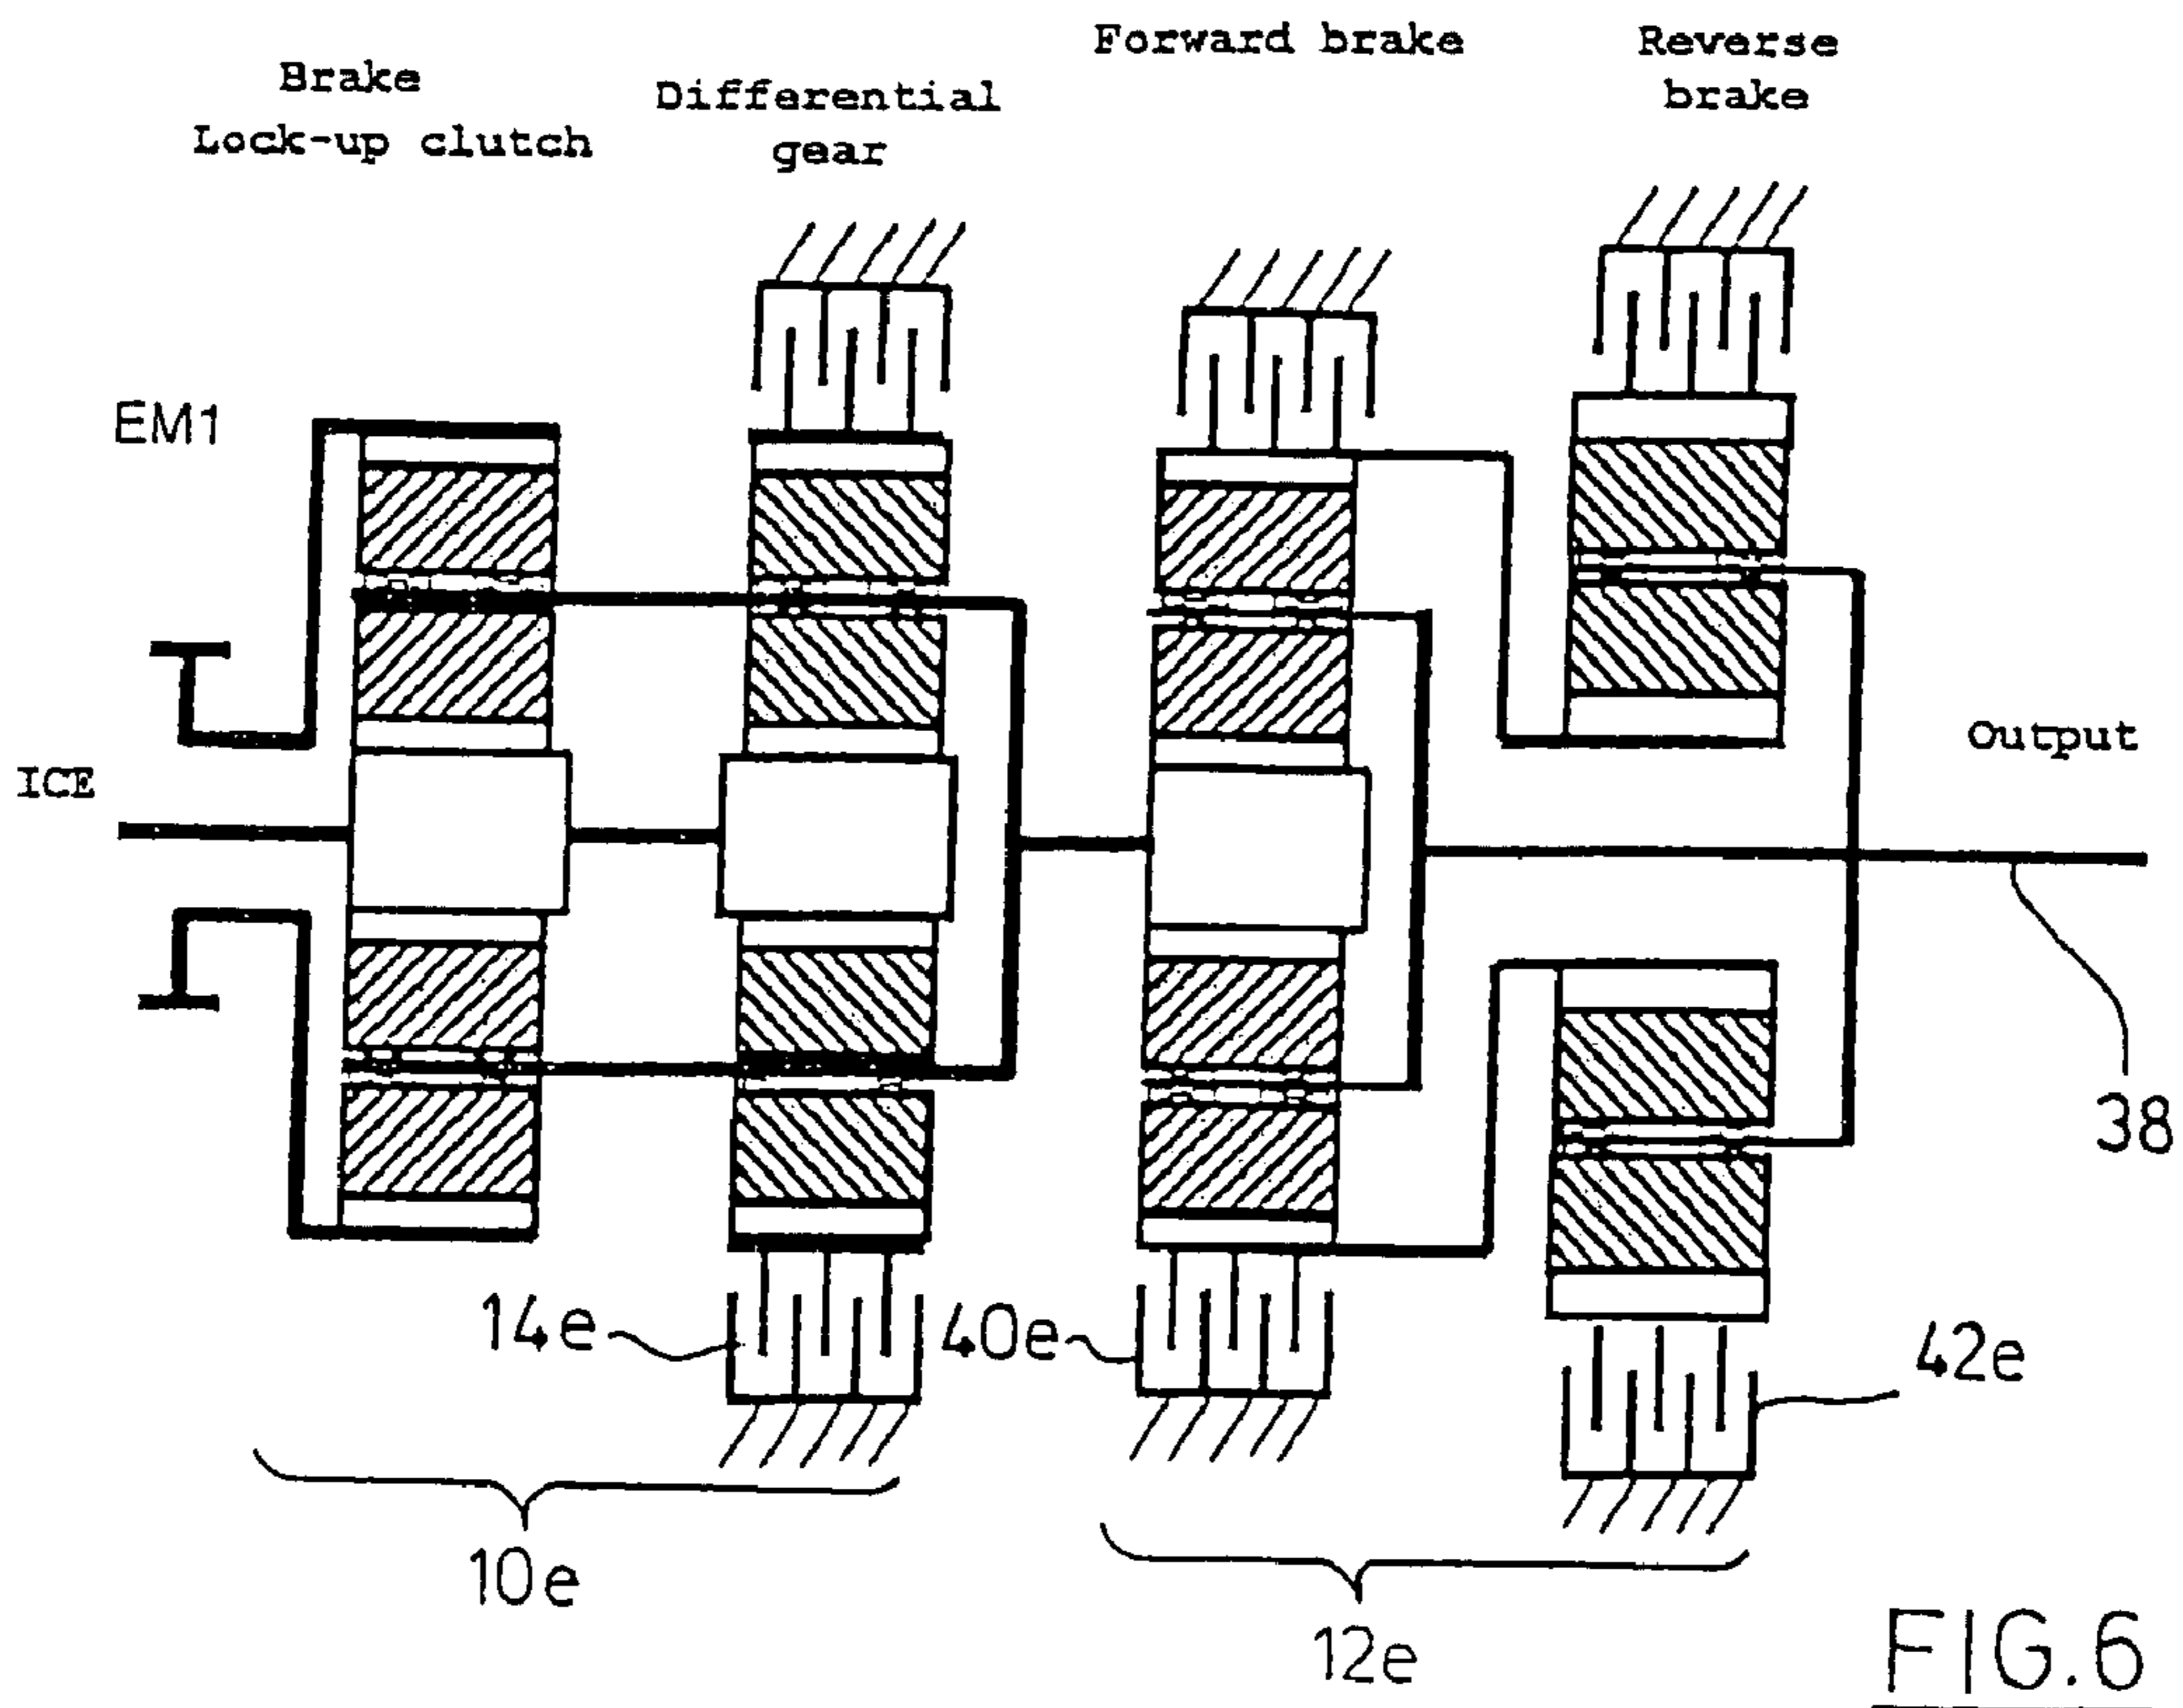 Forward brake
Reverse
brake
Brake
Lock-up clutch
Differential
gear
EM1
ICE
Output
38
14e
40e
42e
10e
12e
FIG.6